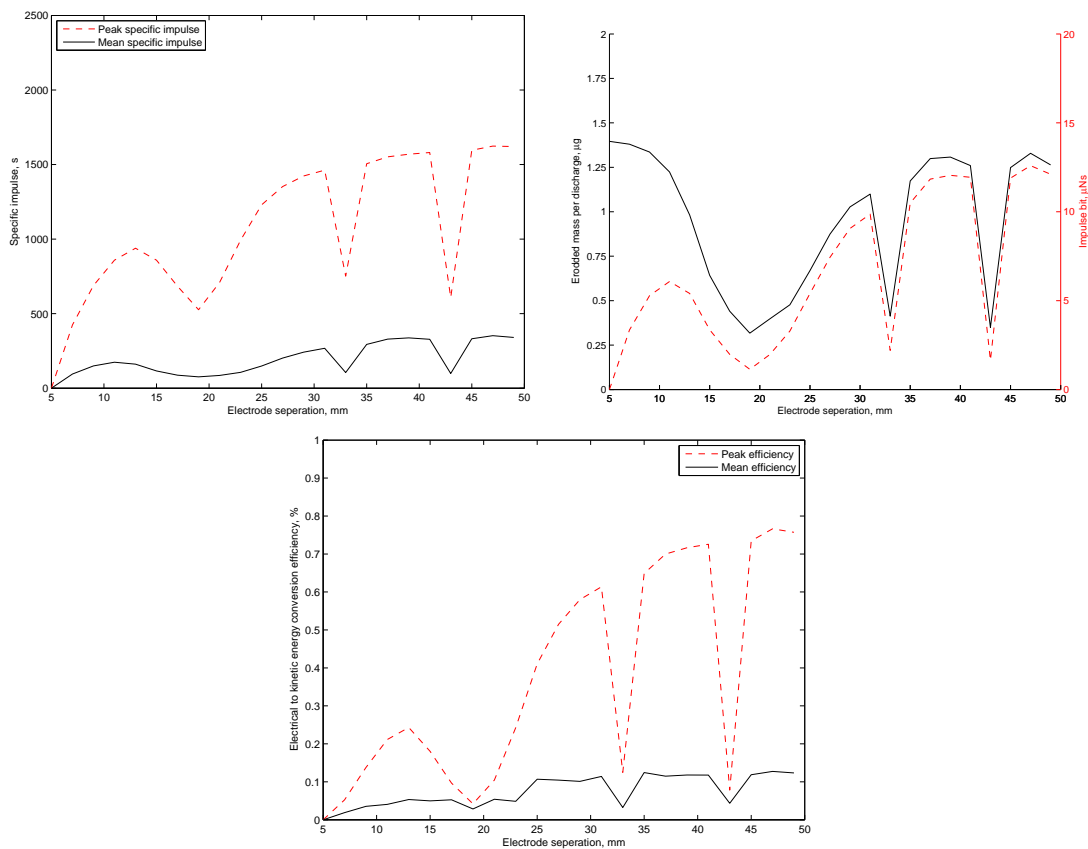 Peak specific impulse
Mean specific impulse
Specific impulse, s
2500
2000
1500
1000
500
0
5 10 15 20 25 30 35 40 45 50
Electrode seperation, mm
Erodded mass per discharge, µg
2
1.75
1.5
1.25
1
0.75
0.5
0.25
0
20
15
10
5
0
Impulse bit, µNs
5 10 15 20 25 30 35 40 45 50
Electrode seperation, mm
Peak efficiency
Mean efficiency
Electrical to kinetic energy conversion efficiency, %
1
0.9
0.8
0.7
0.6
0.5
0.4
0.3
0.2
0.1
0
5 10 15 20 25 30 35 40 45 50
Electrode seperation, mm